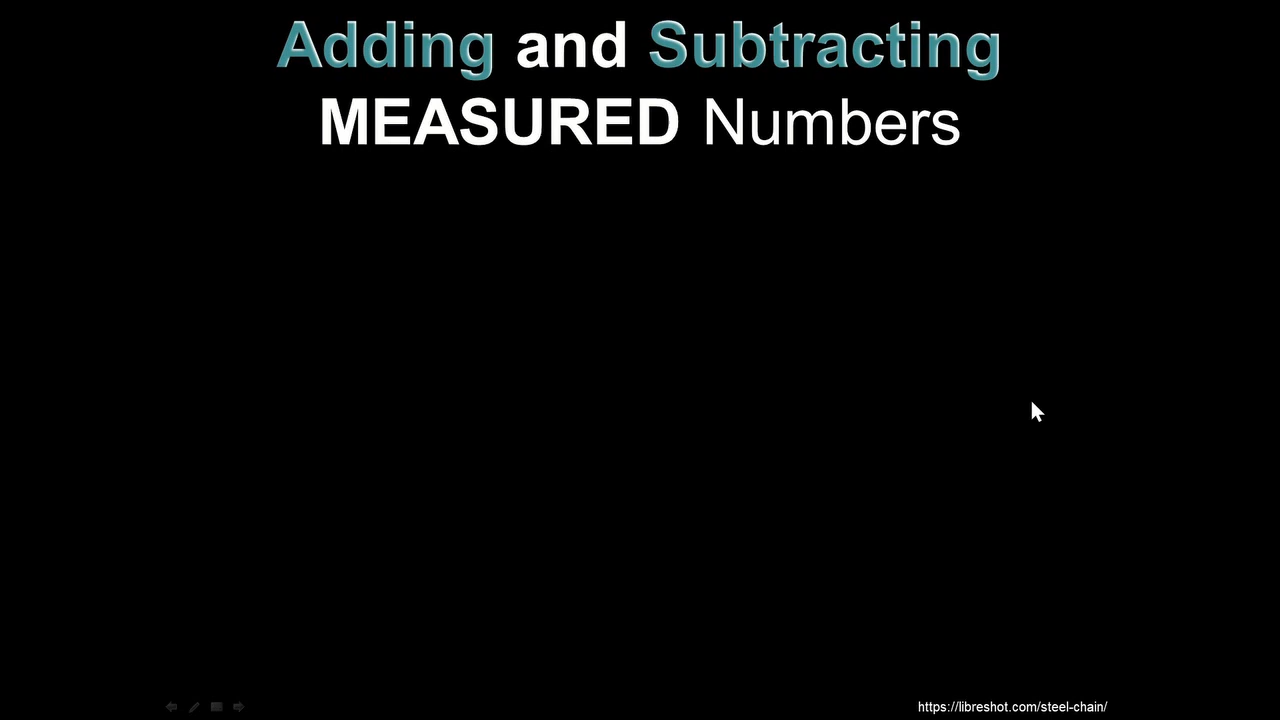 Adding and Subtracting
MEASURED Numbers
https://libreshot.com/steel-chain/